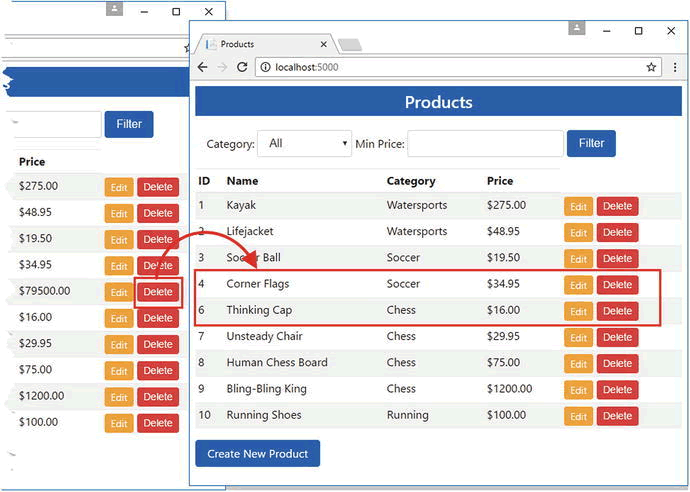 Filter
Price
$275.00 Edit Delete
$48.95 Edit Delete
$19.50 Edit Delete
$34.95 Edit Delete
$79500.00 Edit Delete
$16.00 Edit Delete
$29.95 Edit Delete
$75.00 Edit Delete
$1200.00 Edit Delete
$100.00 Edit Delete
Products
localhost:5000
Products
Category: All Min Price: Filter
ID Name Category Price
1 Kayak Watersports $275.00 Edit Delete
2 Lifejacket Watersports $48.95 Edit Delete
3 Soccer Ball Soccer $19.50 Edit Delete
4 Corner Flags Soccer $34.95 Edit Delete
6 Thinking Cap Chess $16.00 Edit Delete
7 Unsteady Chair Chess $29.95 Edit Delete
8 Human Chess Board Chess $75.00 Edit Delete
9 Bling-Bling King Chess $1200.00 Edit Delete
10 Running Shoes Running $100.00 Edit Delete
Create New Product